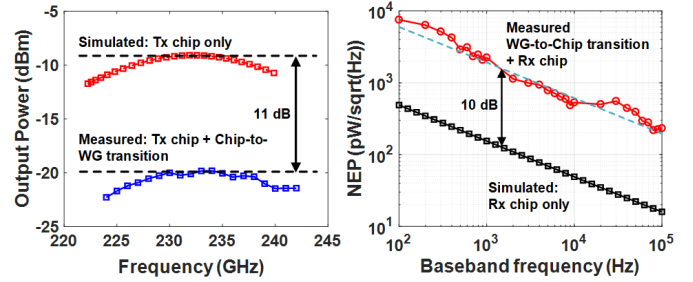 Output Power (dBm)
-5
-10
-15
-20
-25
Simulated: Tx chip only
11 dB
Measured: Tx chip + Chip-to-
WG transition
220 225 230 235 240 245
Frequency (GHz)
NEP (pW/sqrt(Hz))
10^4
10^3
10^2
10^1
Measured
WG-to-Chip transition
+ Rx chip
10 dB
Simulated:
Rx chip only
10^2 10^3 10^4 10^5
Baseband frequency (Hz)